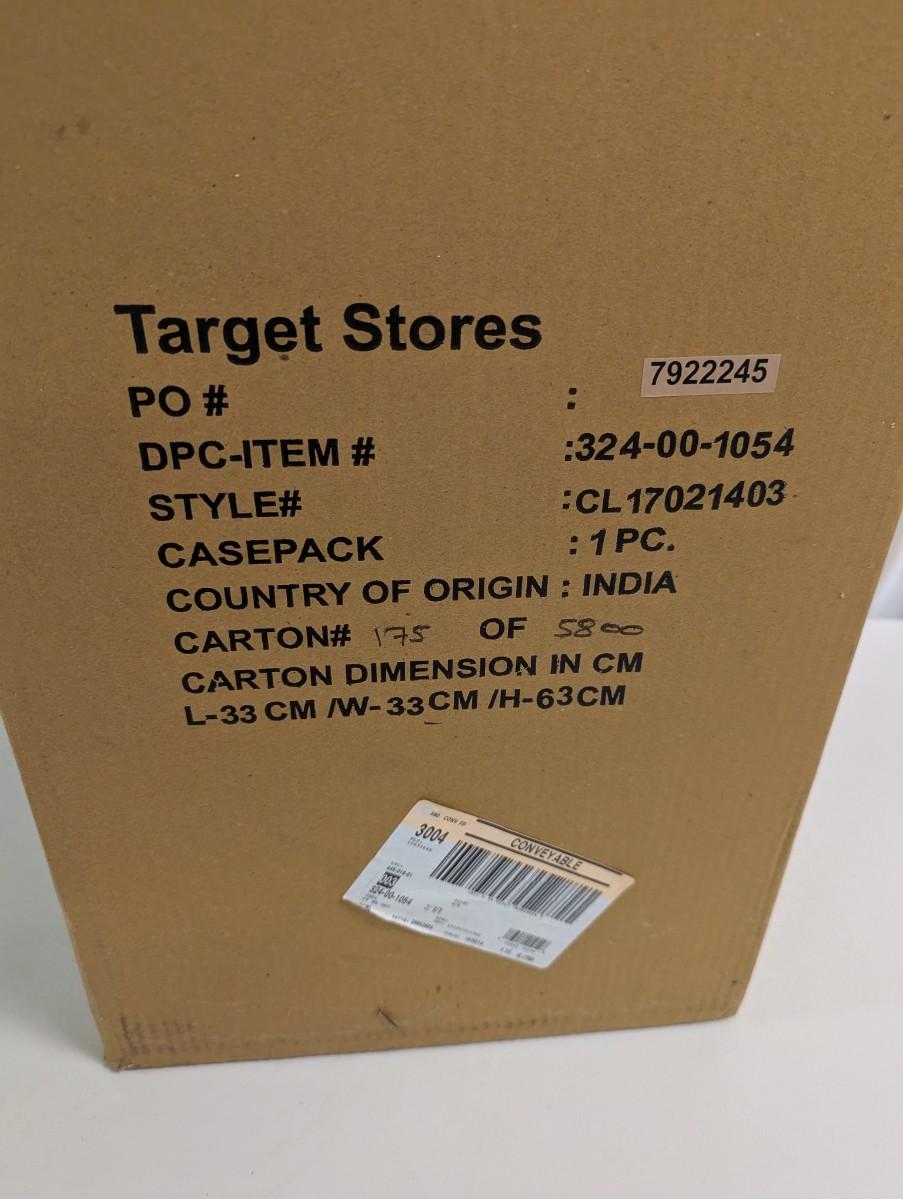 Target Stores
PO # : 7922245
DPC-ITEM # :324-00-1054
STYLE# :CL17021403
CASEPACK : 1 PC.
COUNTRY OF ORIGIN : INDIA
CARTON# 175 OF 5800
CARTON DIMENSION IN CM
L-33 CM /W-33CM /H-63CM
3004
CONVEYABLE
303
324-00-1054